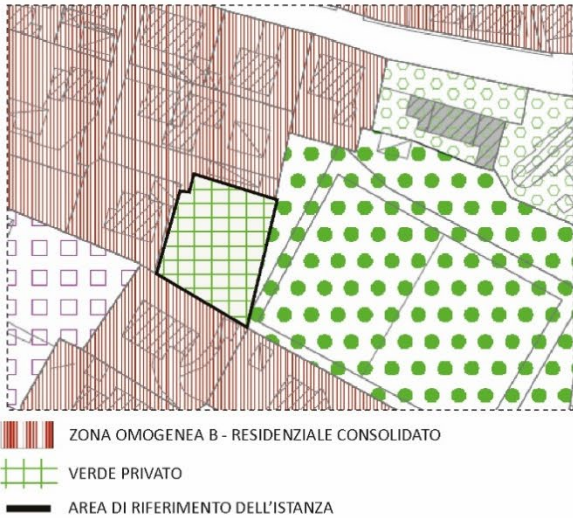 ZONA OMOGENEA B - RESIDENZIALE CONSOLIDATO
VERDE PRIVATO
AREA DI RIFERIMENTO DELL'ISTANZA